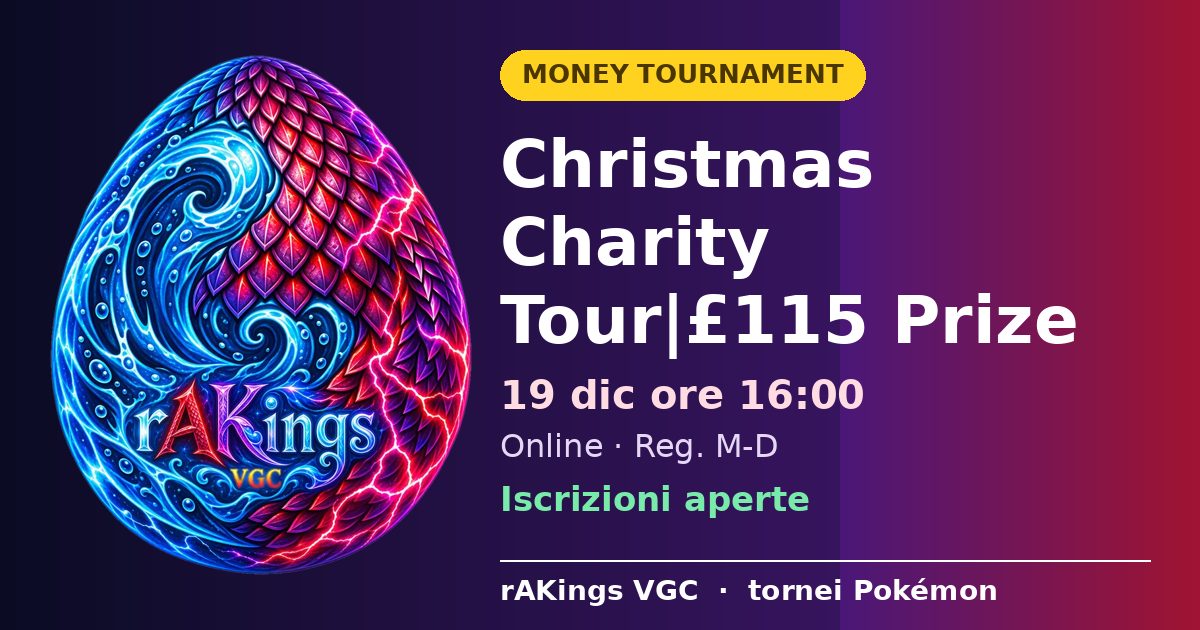 MONEY TOURNAMENT
Christmas
Charity
Tour|£115 Prize
19 dic ore 16:00
Online · Reg. M-D
Iscrizioni aperte
rAKings VGC · tornei Pokémon
rAKings
VGC